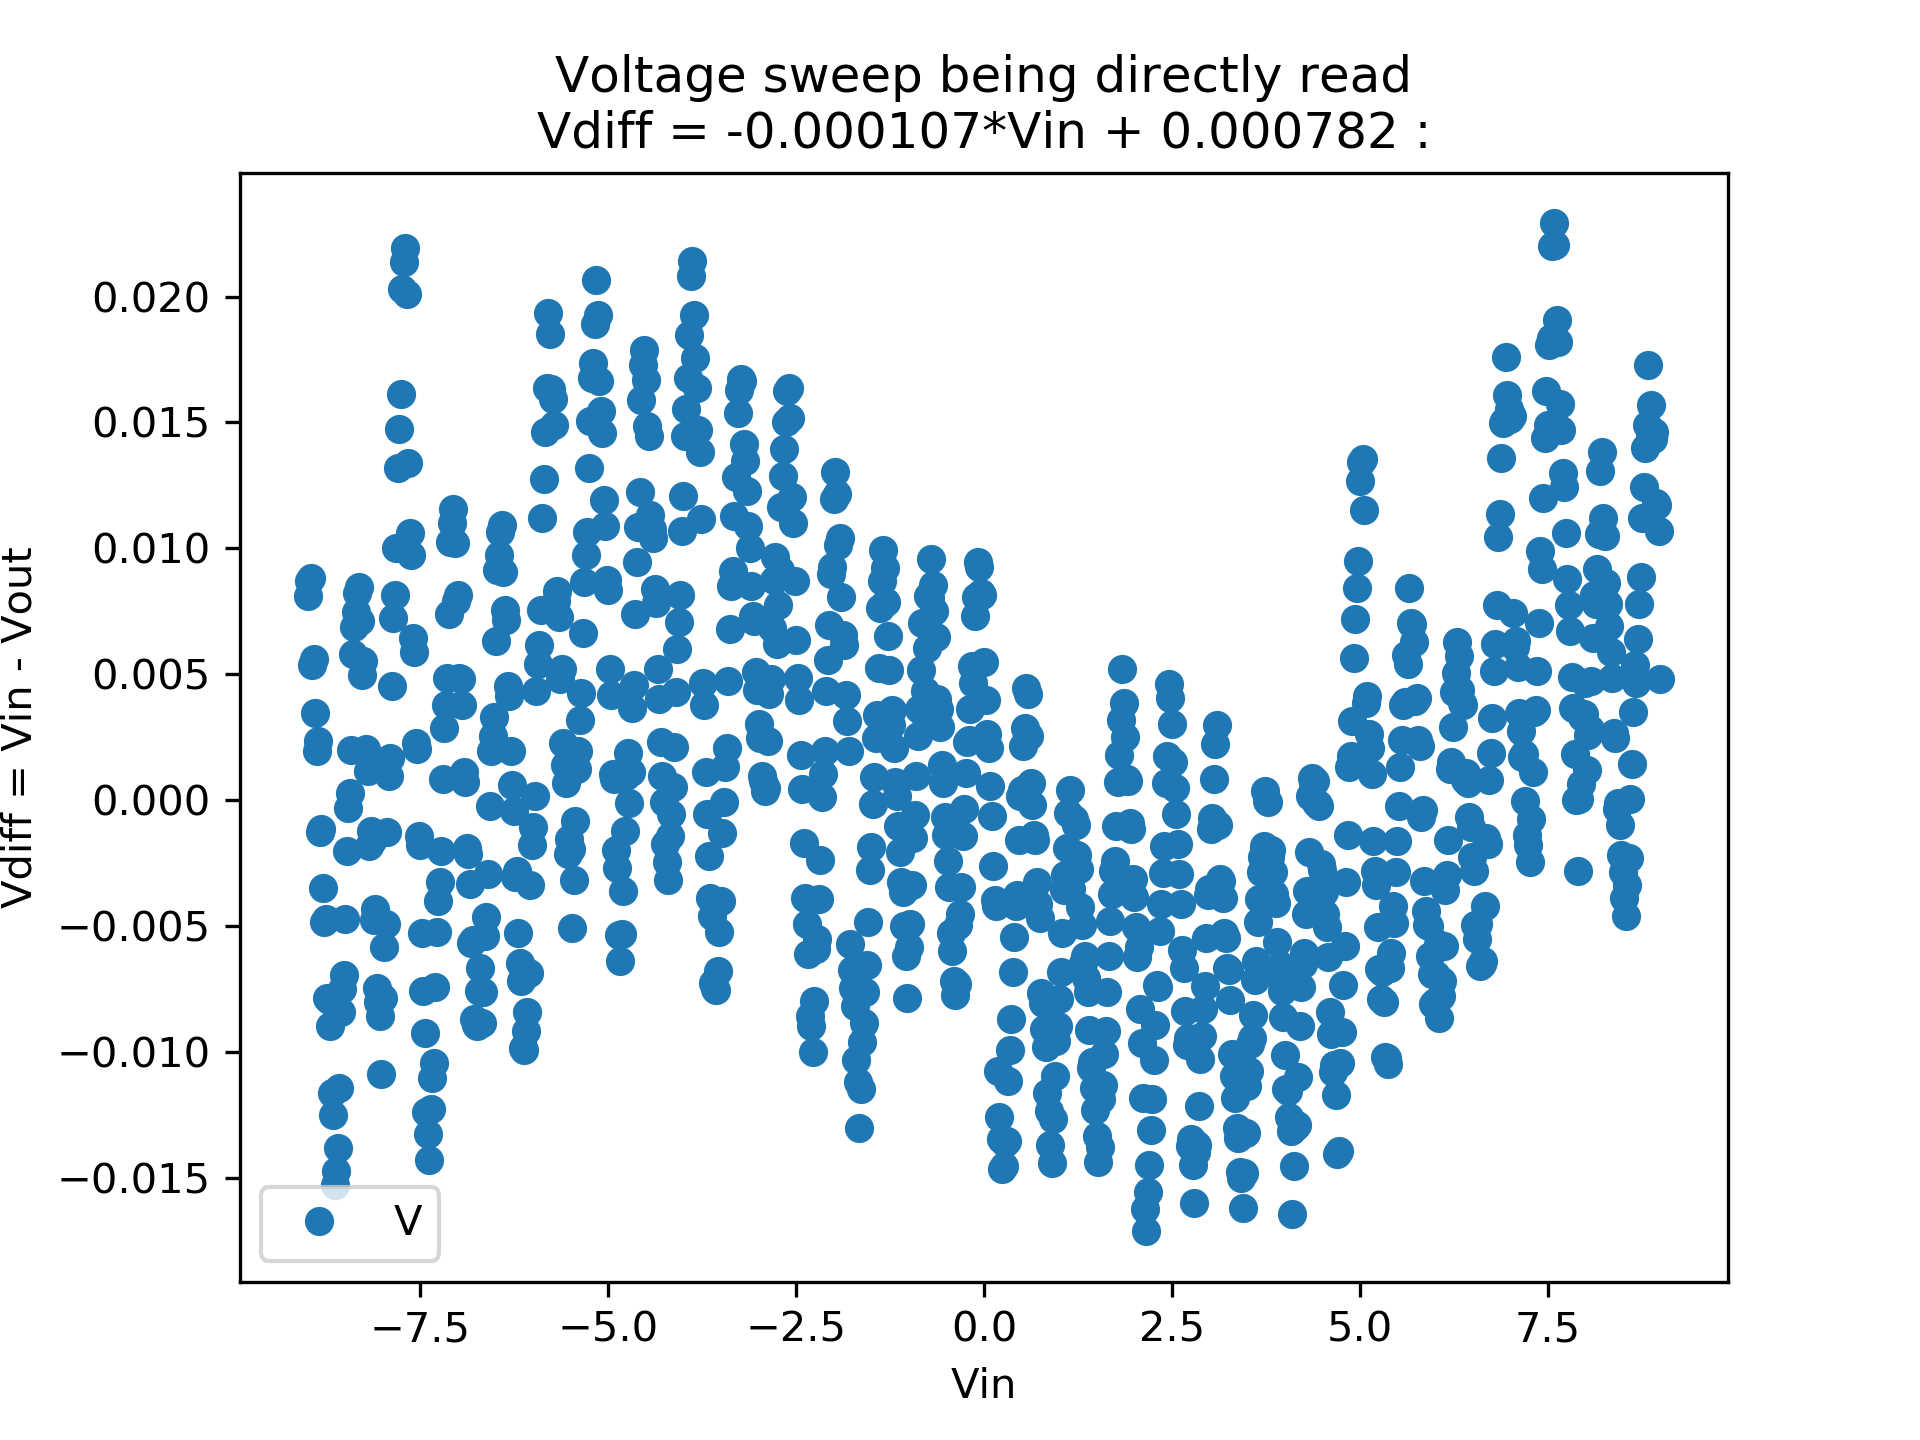 Voltage sweep being directly read
Vdiff = -0.000107*Vin + 0.000782 :
Vdiff = Vin - Vout
0.020
0.015
0.010
0.005
0.000
−0.005
−0.010
−0.015
V
−7.5 −5.0 −2.5 0.0 2.5 5.0 7.5
Vin